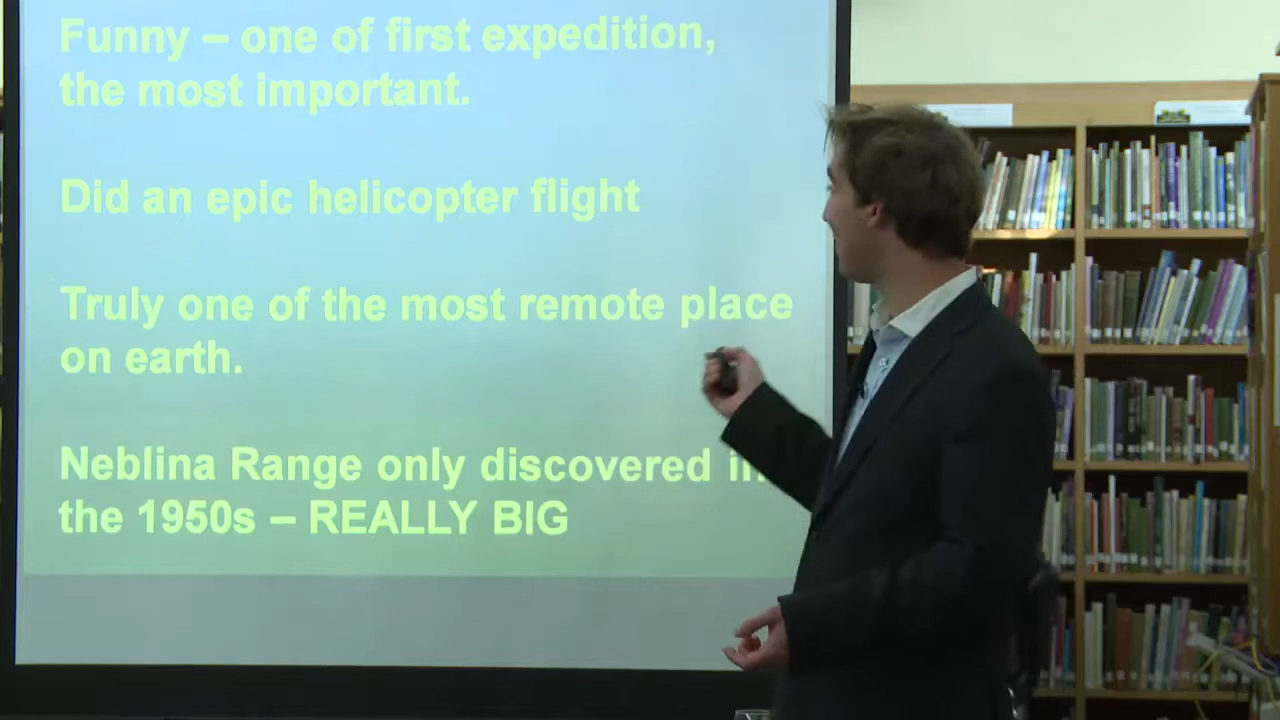 Funny – one of first expedition,
the most important.
Did an epic helicopter flight
Truly one of the most remote place
on earth.
Neblina Range only discovered in
the 1950s – REALLY BIG